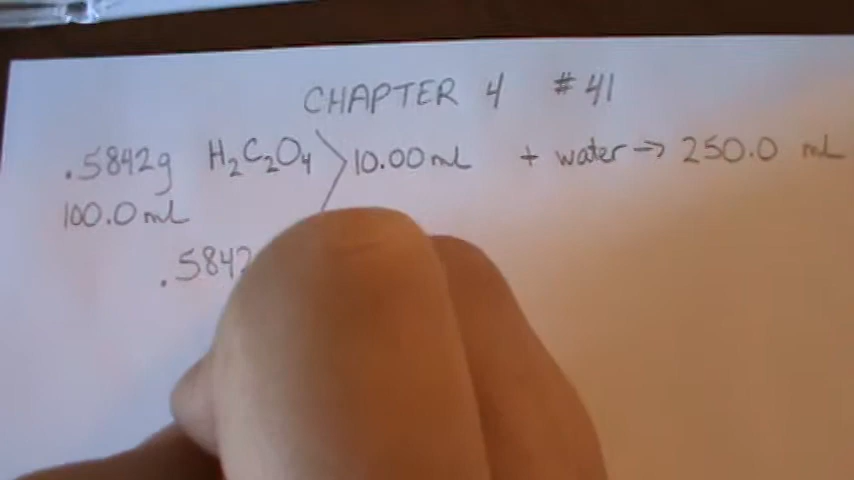 CHAPTER 4 #41
.5842g H₂C₂O₄ 10.00 mL + water → 250.0 mL
100.0 mL
.5842